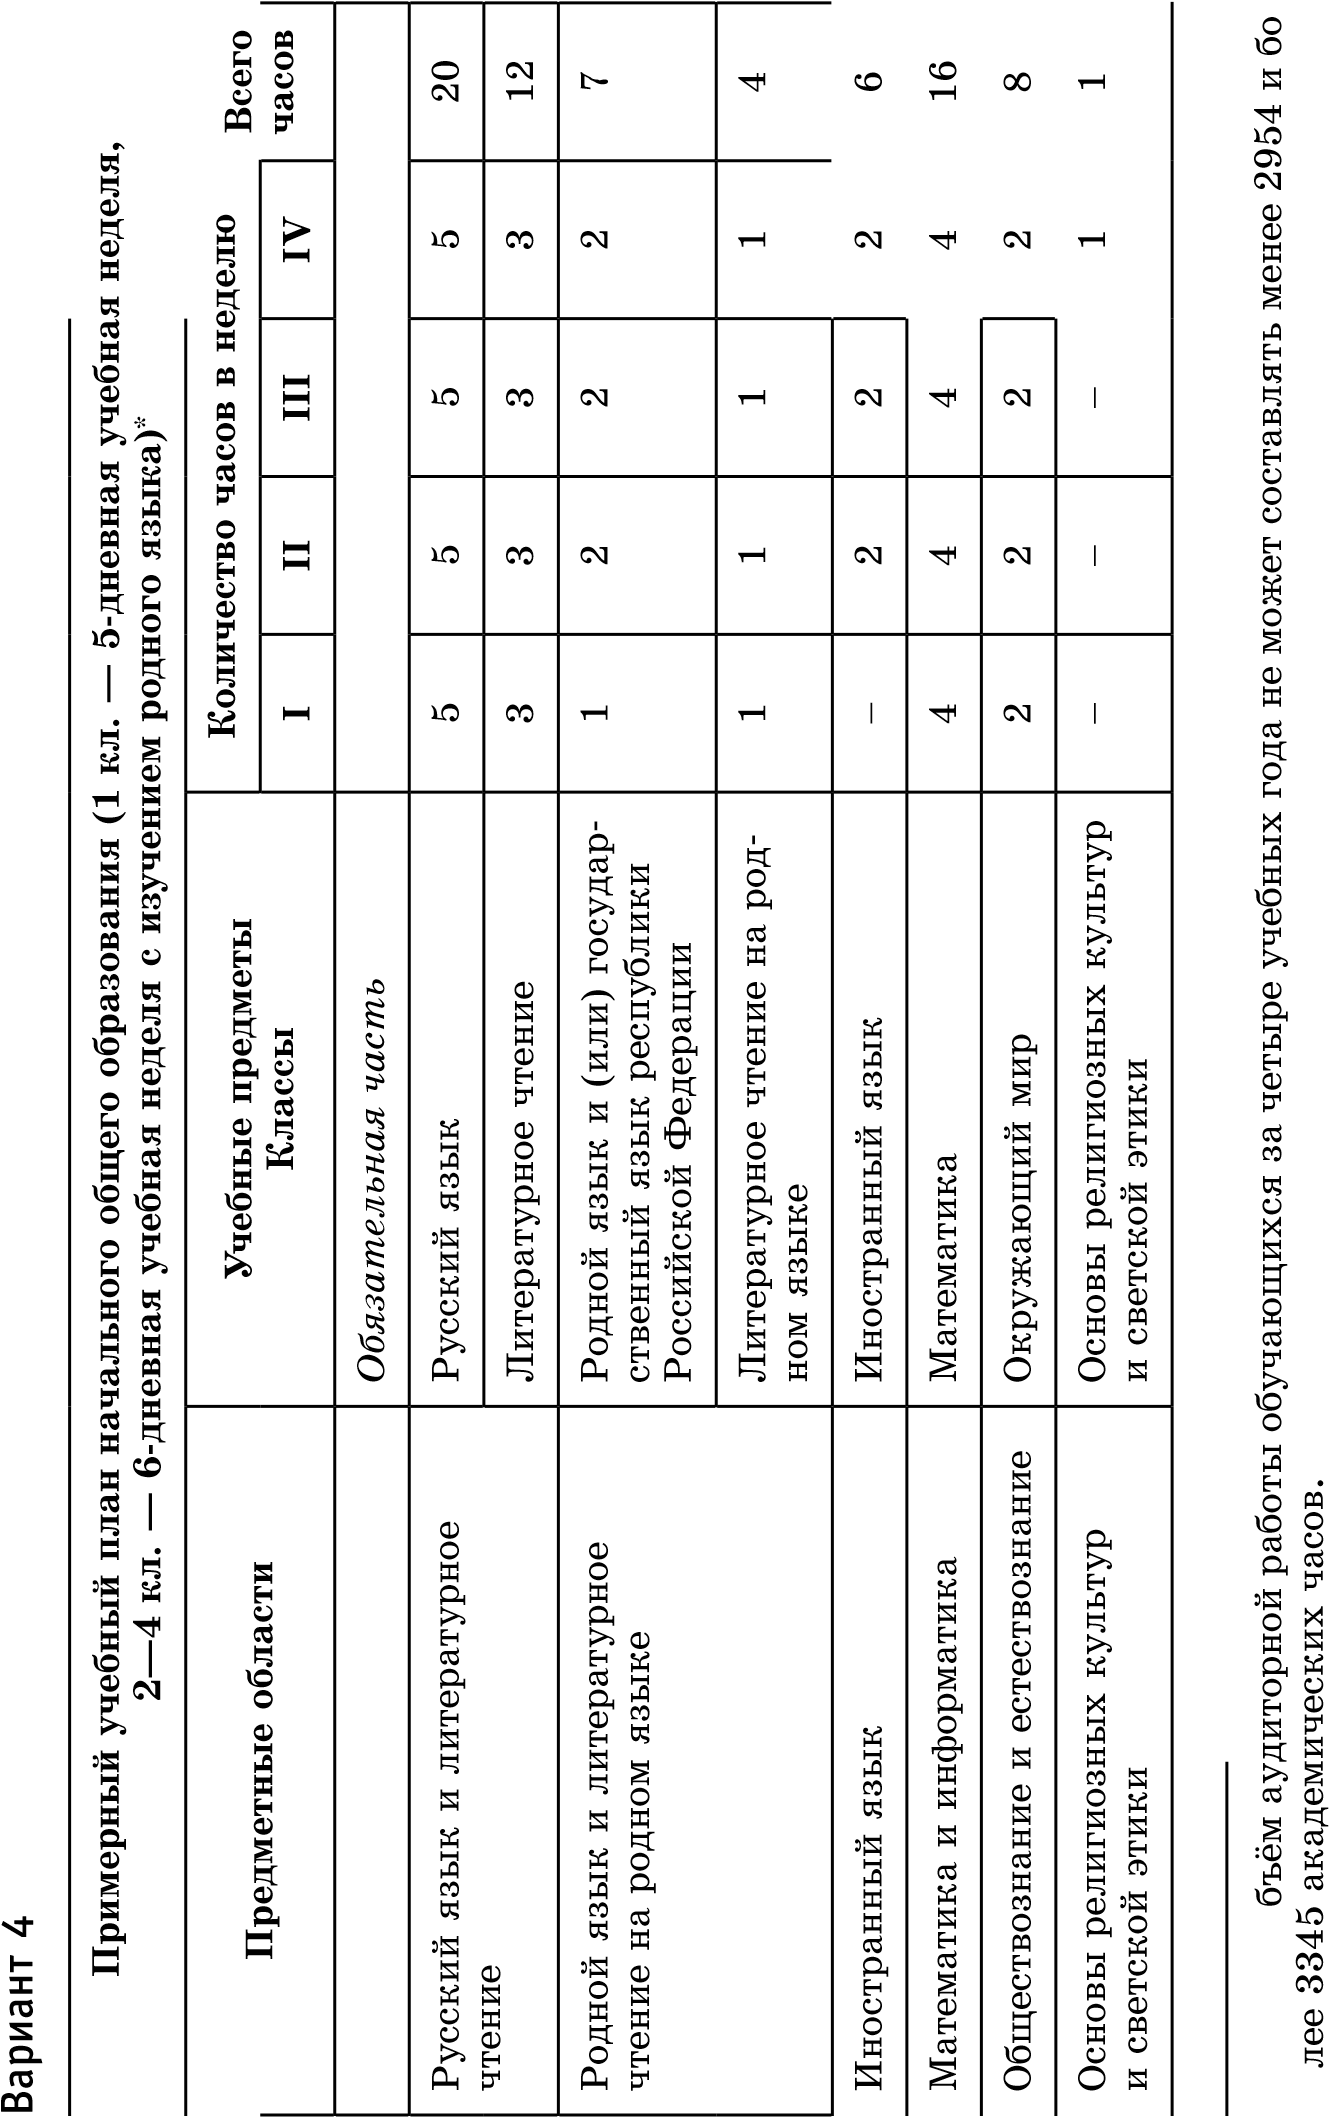 Вариант 4
Примерный учебный план начального общего образования (1 кл. — 5-дневная учебная неделя,
2—4 кл. — 6-дневная учебная неделя с изучением родного языка)*
Предметные области
Учебные предметы
Классы
Количество часов в неделю
Всего
часов
I II III IV
Обязательная часть
Русский язык и литературное
чтение
Русский язык 5 5 5 5 20
Литературное чтение 3 3 3 3 12
Родной язык и литературное
чтение на родном языке
Родной язык и (или) государ-
ственный язык республики
Российской Федерации
1 2 2 2 7
Литературное чтение на род-
ном языке
1 1 1 1 4
Иностранный язык Иностранный язык – 2 2 2 6
Математика и информатика Математика 4 4 4 4 16
Обществознание и естествознание Окружающий мир 2 2 2 2 8
Основы религиозных культур
и светской этики
Основы религиозных культур
и светской этики
– – – 1 1
бъём аудиторной работы обучающихся за четыре учебных года не может составлять менее 2954 и бо
лее 3345 академических часов.